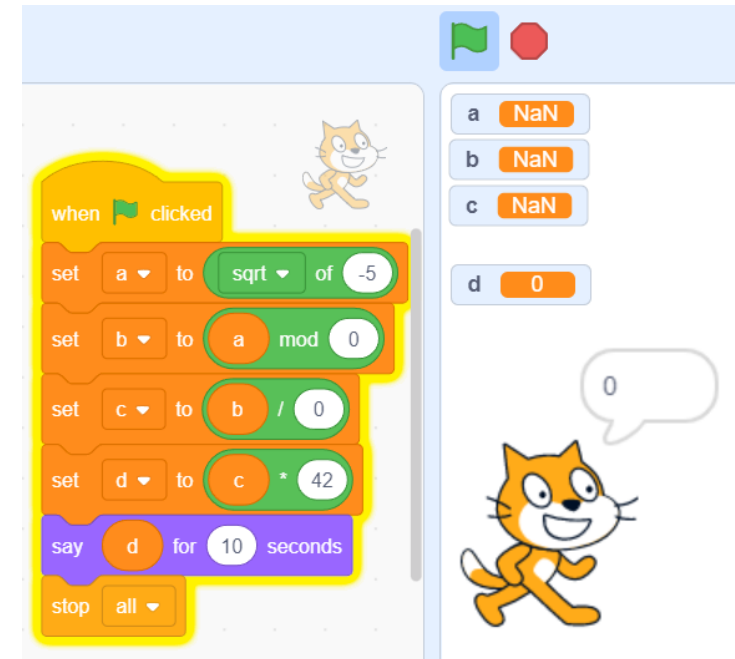 when clicked
set a to sqrt of -5
set b to a mod 0
set c to b / 0
set d to c * 42
say d for 10 seconds
stop all
a NaN
b NaN
c NaN
d 0
0